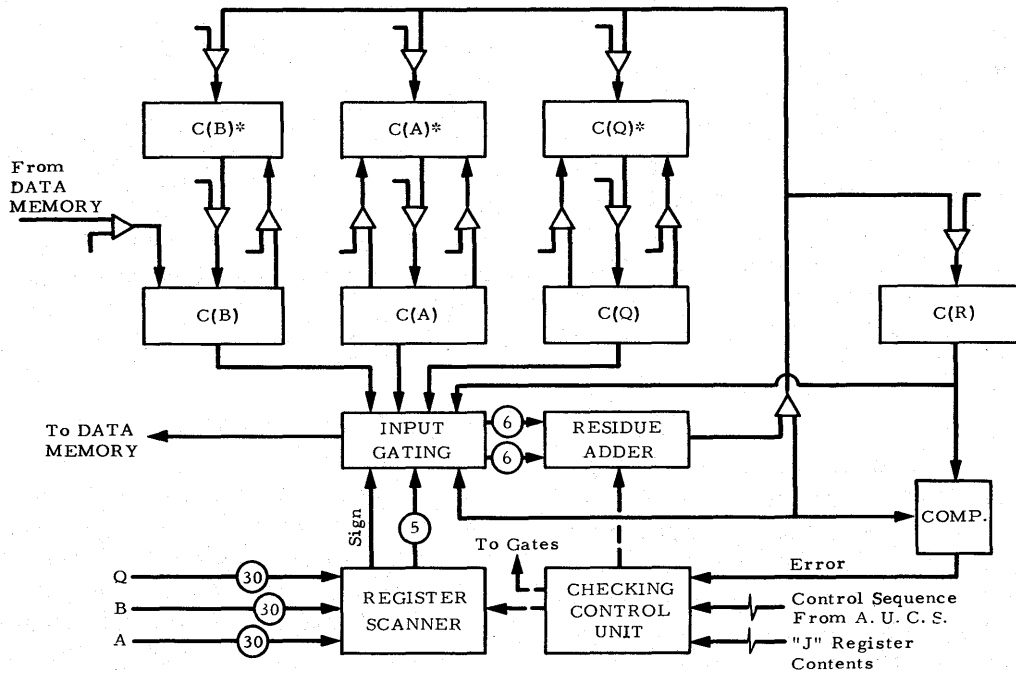 C(B)*
C(A)*
C(Q)*
From
DATA
MEMORY
C(B)
C(A)
C(Q)
C(R)
To DATA
MEMORY
INPUT
GATING
6
6
RESIDUE
ADDER
COMP.
Sign
5
To Gates
Error
Q
30
B
30
A
30
REGISTER
SCANNER
CHECKING
CONTROL
UNIT
Control Sequence
From A. U. C. S.
"J" Register
Contents